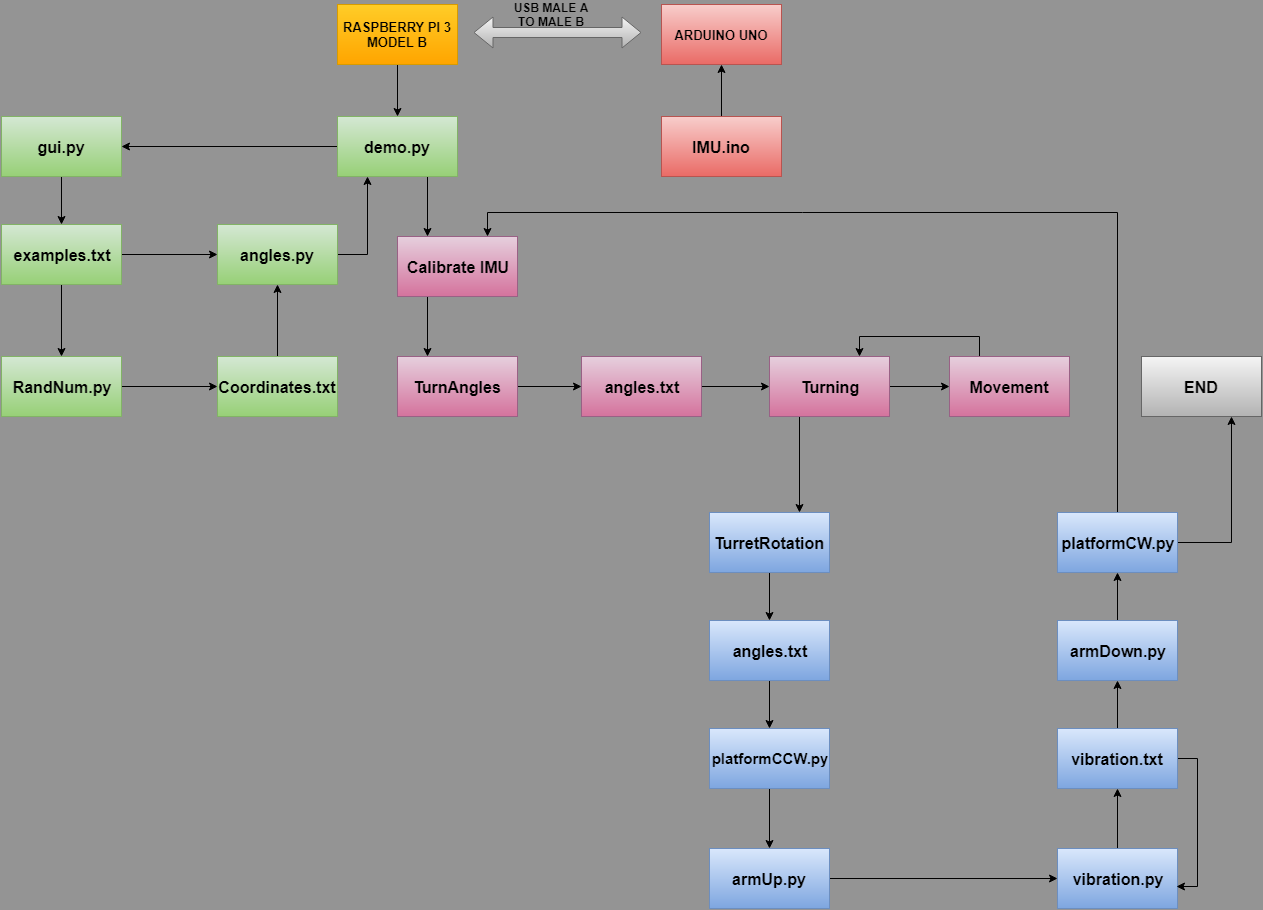 USB MALE A
TO MALE B
RASPBERRY PI 3
MODEL B
ARDUINO UNO
gui.py
demo.py
IMU.ino
examples.txt
angles.py
Calibrate IMU
RandNum.py
Coordinates.txt
TurnAngles
angles.txt
Turning
Movement
END
TurretRotation
platformCW.py
angles.txt
armDown.py
platformCCW.py
vibration.txt
armUp.py
vibration.py